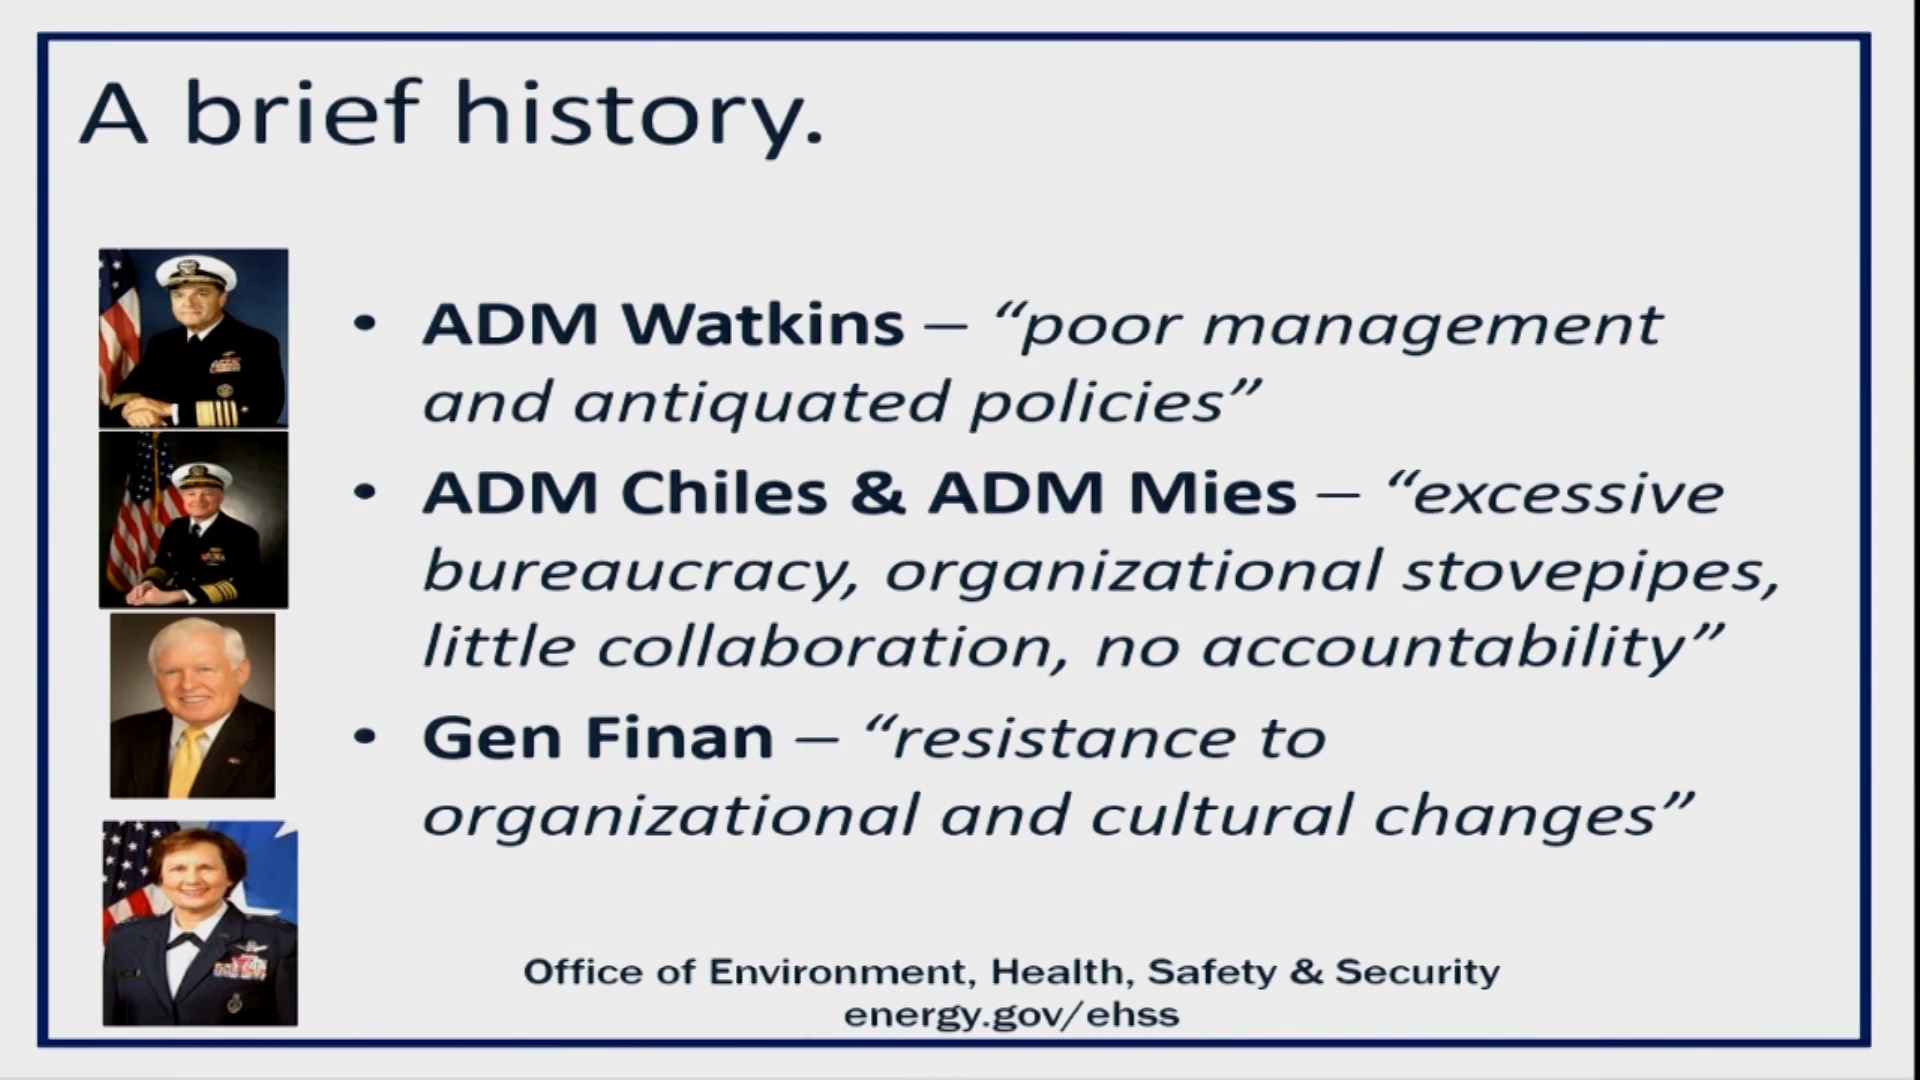 A brief history.
• ADM Watkins – “poor management
and antiquated policies”
• ADM Chiles & ADM Mies – “excessive
bureaucracy, organizational stovepipes,
little collaboration, no accountability”
• Gen Finan – “resistance to
organizational and cultural changes”
Office of Environment, Health, Safety & Security
energy.gov/ehss